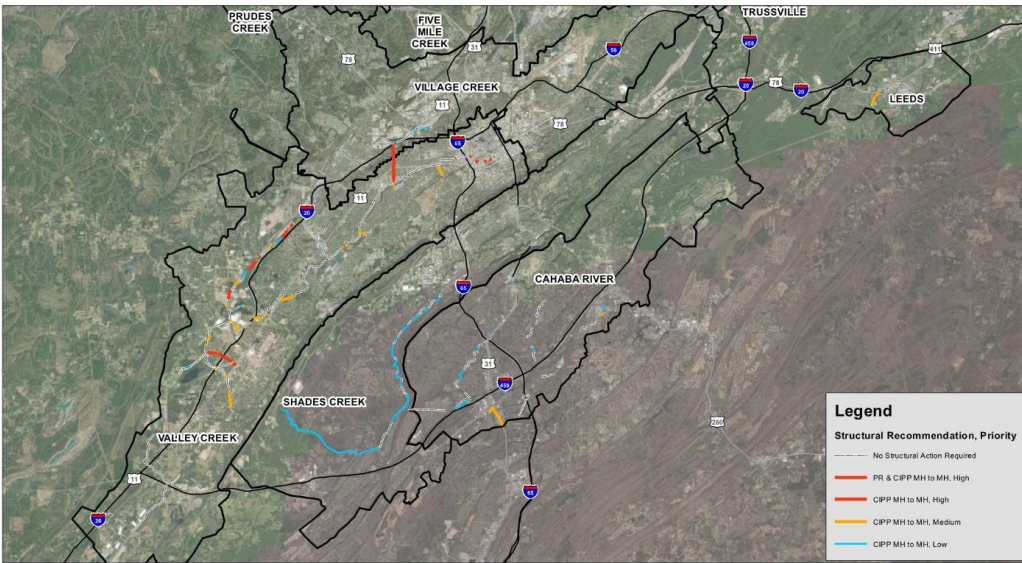 PRUDES
CREEK
FIVE
MILE
CREEK
TRUSSVILLE
31
59
459
411
78
VILLAGE CREEK
20
78
20
LEEDS
11
78
65
11
20
CAHABA RIVER
65
31
459
SHADES CREEK
280
VALLEY CREEK
11
65
20
Legend
Structural Recommendation, Priority
No Structural Action Required
PR & CIPP MH to MH, High
CIPP MH to MH, High
CIPP MH to MH, Medium
CIPP MH to MH, Low